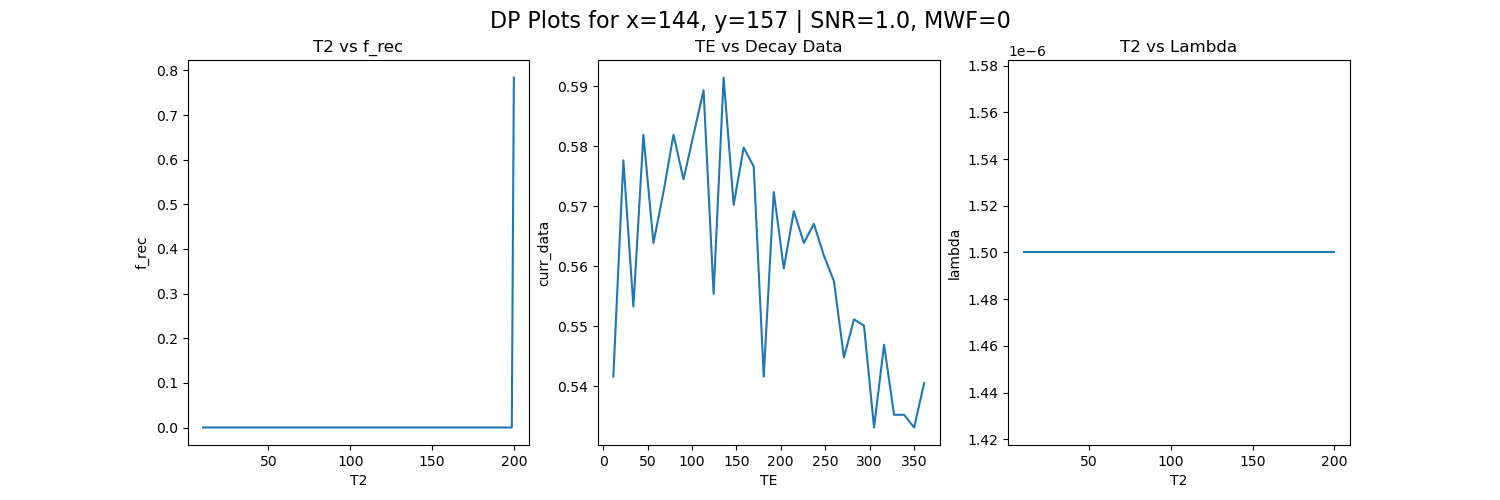 DP Plots for x=144, y=157 | SNR=1.0, MWF=0
T2 vs f_rec
0.8
0.7
0.6
0.5
0.4
0.3
0.2
0.1
0.0
f_rec
50 100 150 200
T2
TE vs Decay Data
0.59
0.58
0.57
0.56
0.55
0.54
curr_data
0 50 100 150 200 250 300 350
TE
T2 vs Lambda
1e−6
1.58
1.56
1.54
1.52
1.50
1.48
1.46
1.44
1.42
lambda
50 100 150 200
T2